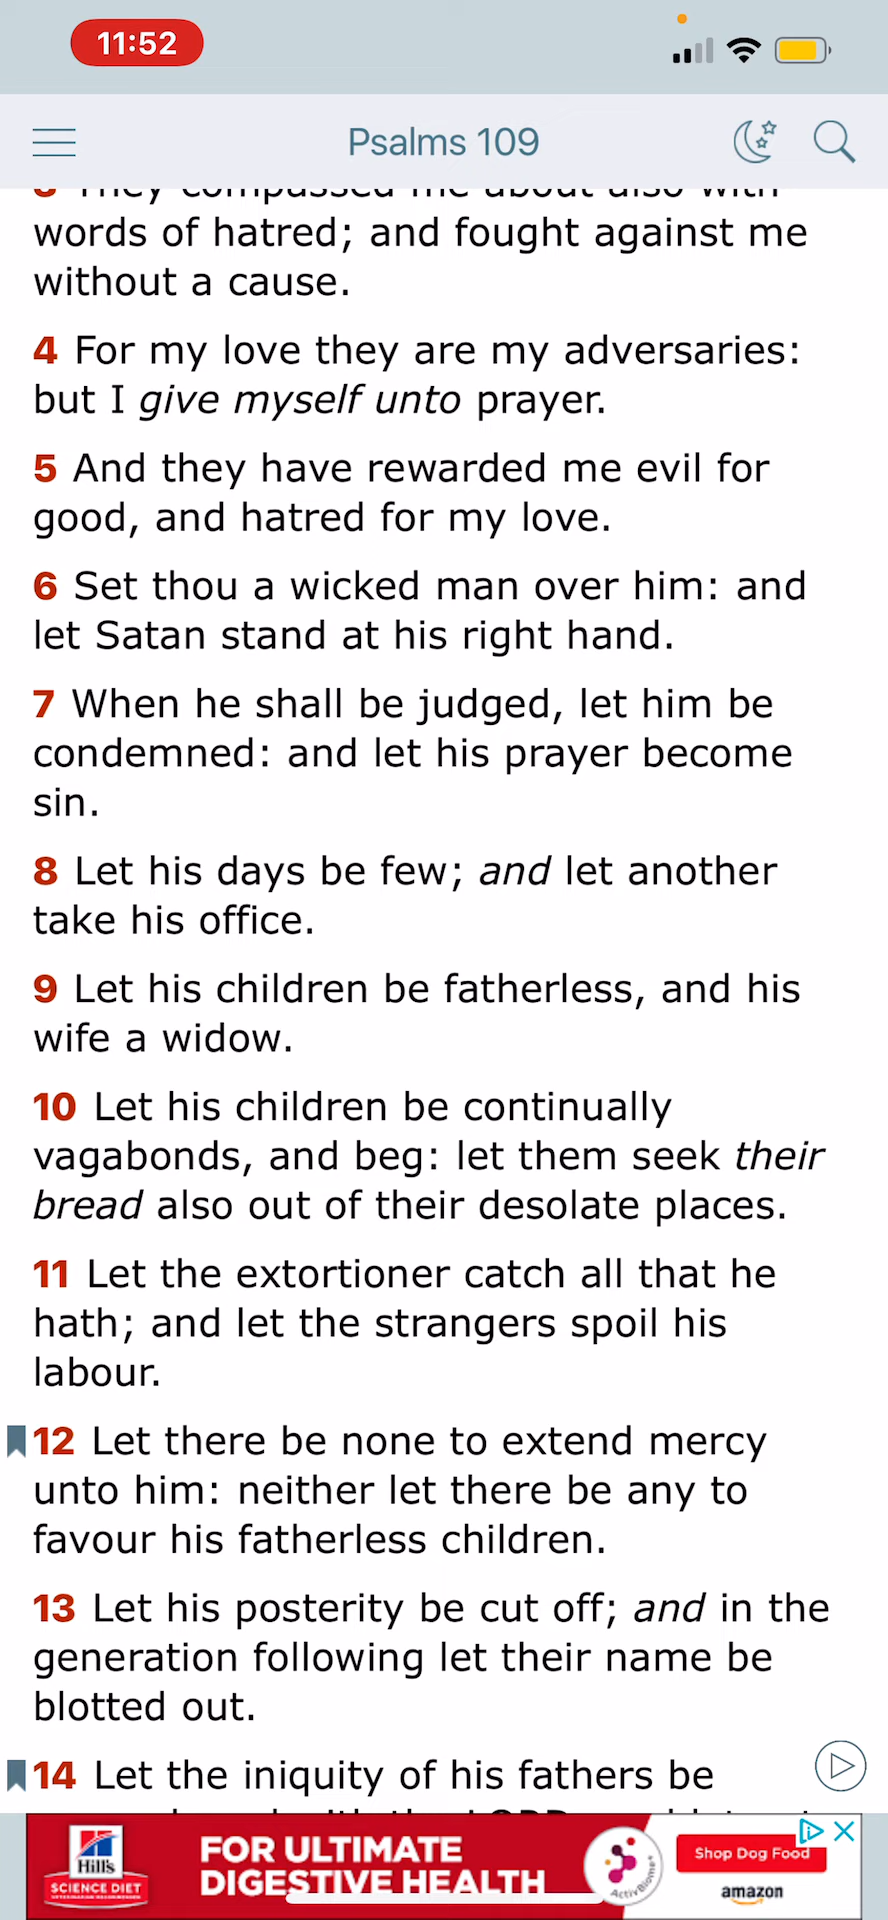 11:52
Psalms 109
3 They compassed me about also with
words of hatred; and fought against me
without a cause.
4 For my love they are my adversaries:
but I give myself unto prayer.
5 And they have rewarded me evil for
good, and hatred for my love.
6 Set thou a wicked man over him: and
let Satan stand at his right hand.
7 When he shall be judged, let him be
condemned: and let his prayer become
sin.
8 Let his days be few; and let another
take his office.
9 Let his children be fatherless, and his
wife a widow.
10 Let his children be continually
vagabonds, and beg: let them seek their
bread also out of their desolate places.
11 Let the extortioner catch all that he
hath; and let the strangers spoil his
labour.
12 Let there be none to extend mercy
unto him: neither let there be any to
favour his fatherless children.
13 Let his posterity be cut off; and in the
generation following let their name be
blotted out.
14 Let the iniquity of his fathers be
Hill's
SCIENCE DIET
FOR ULTIMATE
DIGESTIVE HEALTH
ActivBiome+
Shop Dog Food
amazon